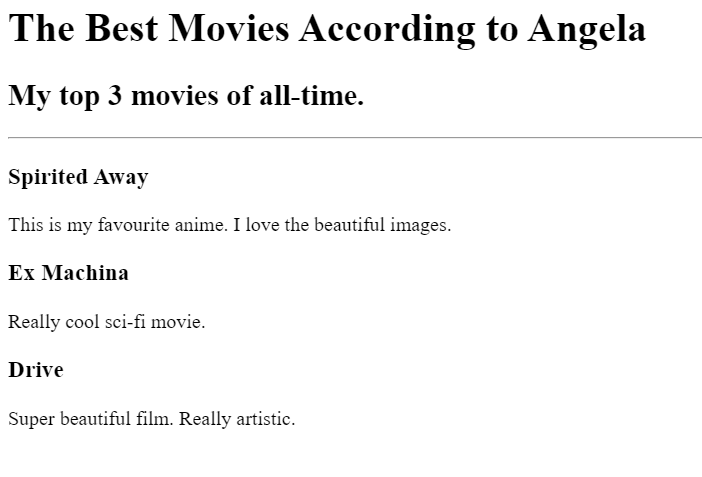 The Best Movies According to Angela
My top 3 movies of all-time.
Spirited Away
This is my favourite anime. I love the beautiful images.
Ex Machina
Really cool sci-fi movie.
Drive
Super beautiful film. Really artistic.